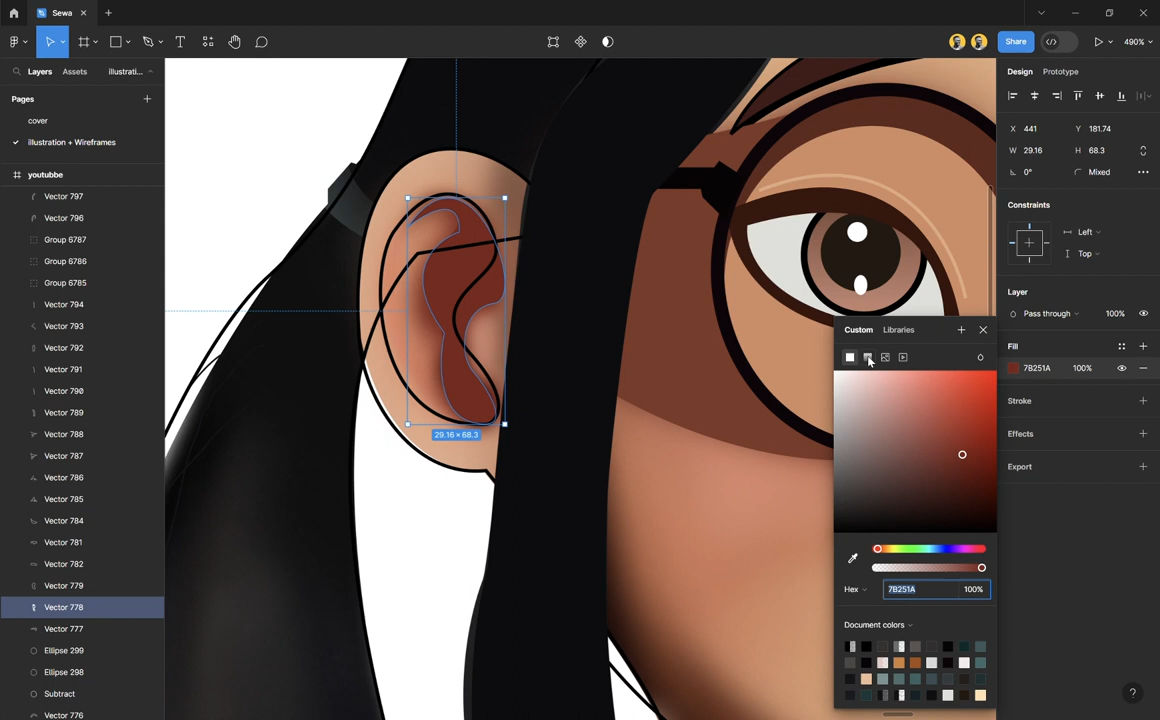 Sewa
Share
490%
Layers
Assets
illustrati...
Pages
cover
illustration + Wireframes
youtubbe
Vector 797
Vector 796
Group 6787
Group 6786
Group 6785
Vector 794
Vector 793
Vector 792
Vector 791
Vector 790
Vector 789
Vector 788
Vector 787
Vector 786
Vector 785
Vector 784
Vector 781
Vector 782
Vector 779
Vector 778
Vector 777
Ellipse 299
Ellipse 298
Subtract
Vector 776
29.16 × 68.3
Custom
Libraries
Hex
7B251A
100%
Document colors
Design
Prototype
X 441
Y 181.74
W 29.16
H 68.3
0°
Mixed
Constraints
Left
Top
Layer
Pass through
100%
Fill
7B251A
100%
Stroke
Effects
Export
?